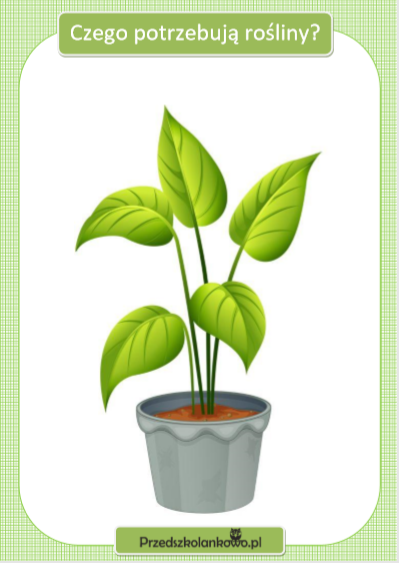 Czego potrzebują rośliny?
Przedszkolankowo.pl